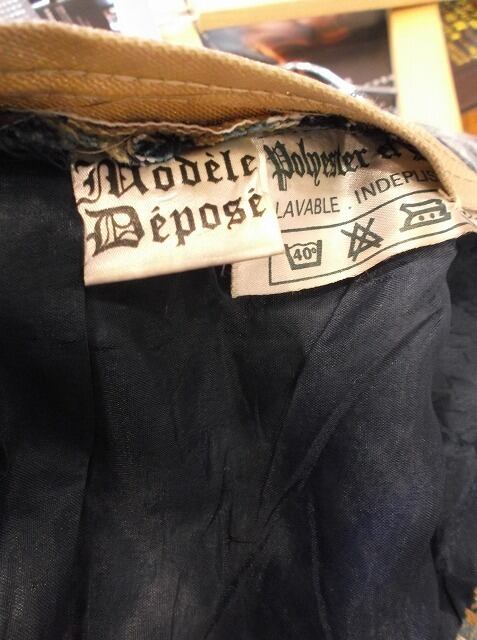 Modèle
Déposé
Polyester
LAVABLE . INDEPLIS
40°